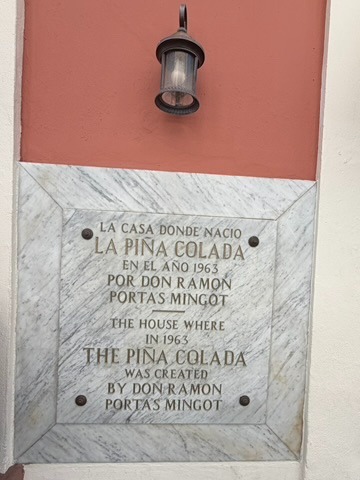 LA CASA DONDE NACIO
LA PIÑA COLADA
EN EL AÑO 1963
POR DON RAMON
PORTAS MINGOT
THE HOUSE WHERE
IN 1963
THE PIÑA COLADA
WAS CREATED
BY DON RAMON
PORTAS MINGOT